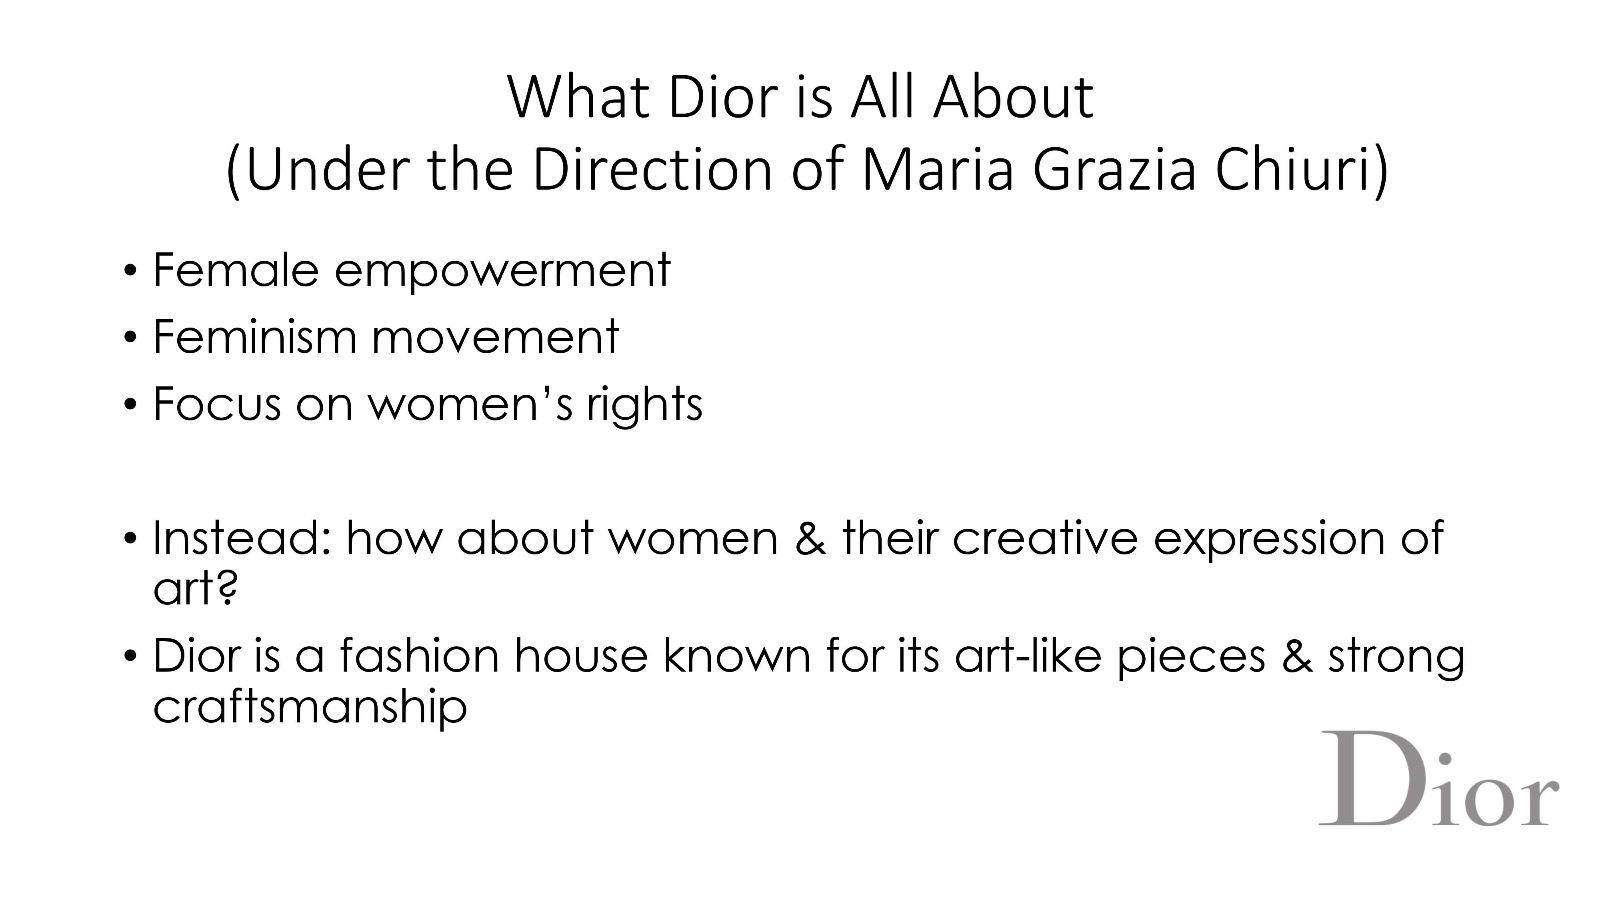 What Dior is All About
(Under the Direction of Maria Grazia Chiuri)
• Female empowerment
• Feminism movement
• Focus on women’s rights
• Instead: how about women & their creative expression of
art?
• Dior is a fashion house known for its art-like pieces & strong
craftsmanship
Dior